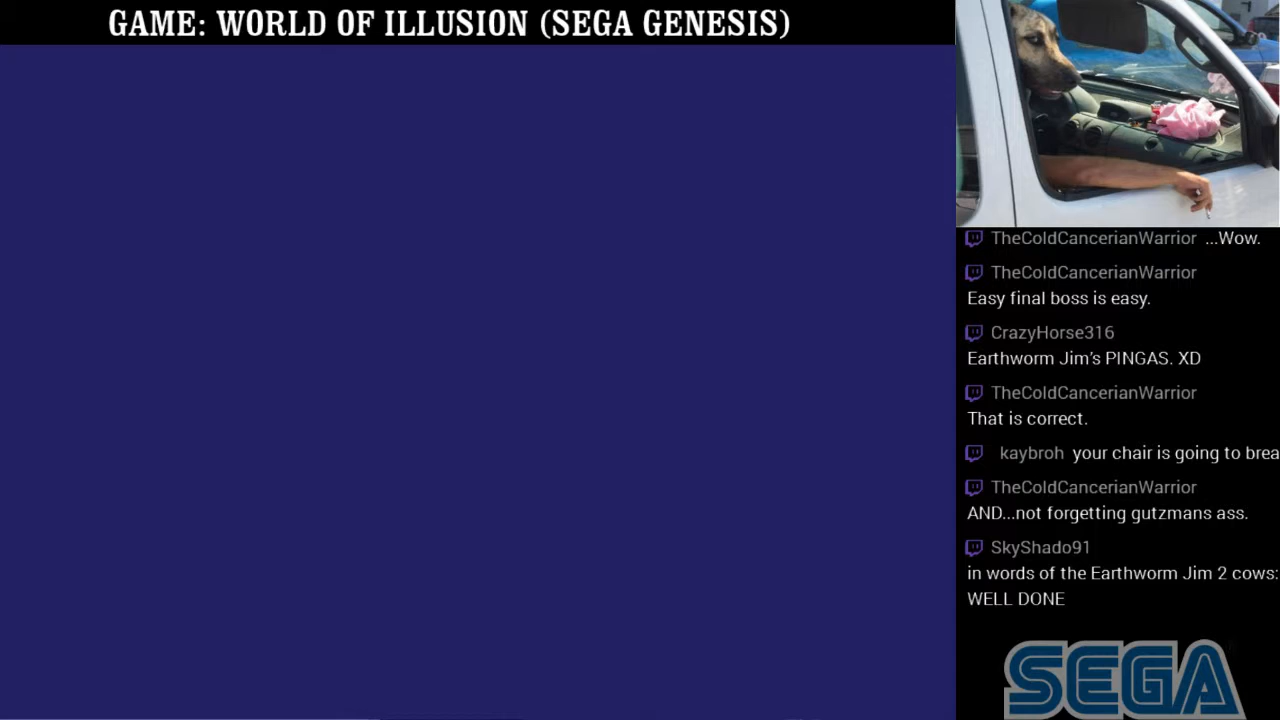 GAME: WORLD OF ILLUSION (SEGA GENESIS)
TheColdCancerianWarrior ...Wow.
TheColdCancerianWarrior
Easy final boss is easy.
CrazyHorse316
Earthworm Jim's PINGAS. XD
TheColdCancerianWarrior
That is correct.
kaybroh your chair is going to brea
TheColdCancerianWarrior
AND...not forgetting gutzmans ass.
SkyShado91
in words of the Earthworm Jim 2 cows:
WELL DONE
SEGA